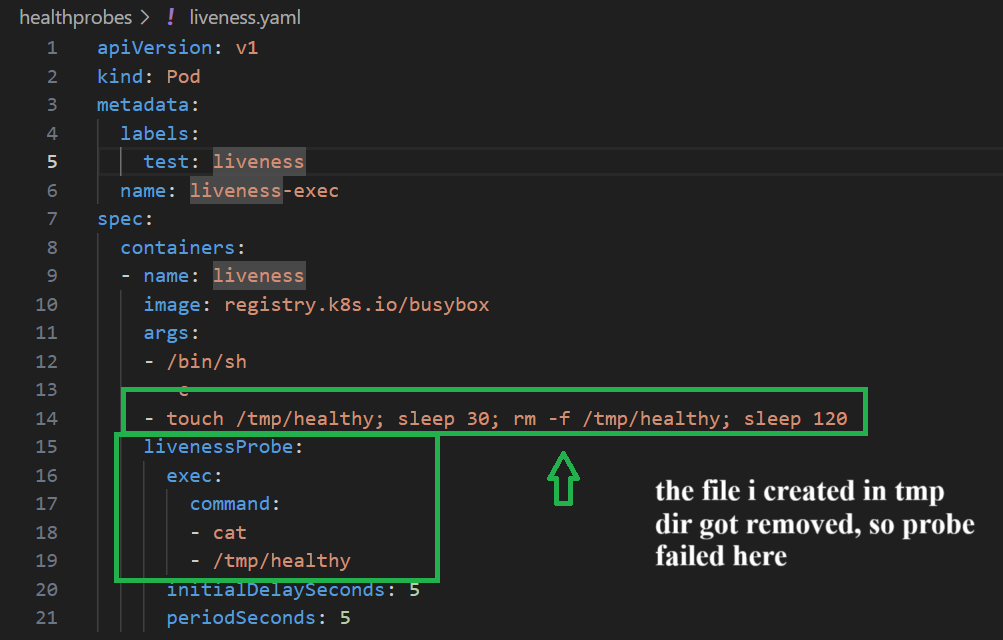 healthprobes > ! liveness.yaml
1 apiVersion: v1
2 kind: Pod
3 metadata:
4 labels:
5 test: liveness
6 name: liveness-exec
7 spec:
8 containers:
9 - name: liveness
10 image: registry.k8s.io/busybox
11 args:
12 - /bin/sh
13 c
14 - touch /tmp/healthy; sleep 30; rm -f /tmp/healthy; sleep 120
15 livenessProbe:
16 exec:
17 command:
18 - cat
19 - /tmp/healthy
20 initialDelaySeconds: 5
21 periodSeconds: 5
the file i created in tmp
dir got removed, so probe
failed here